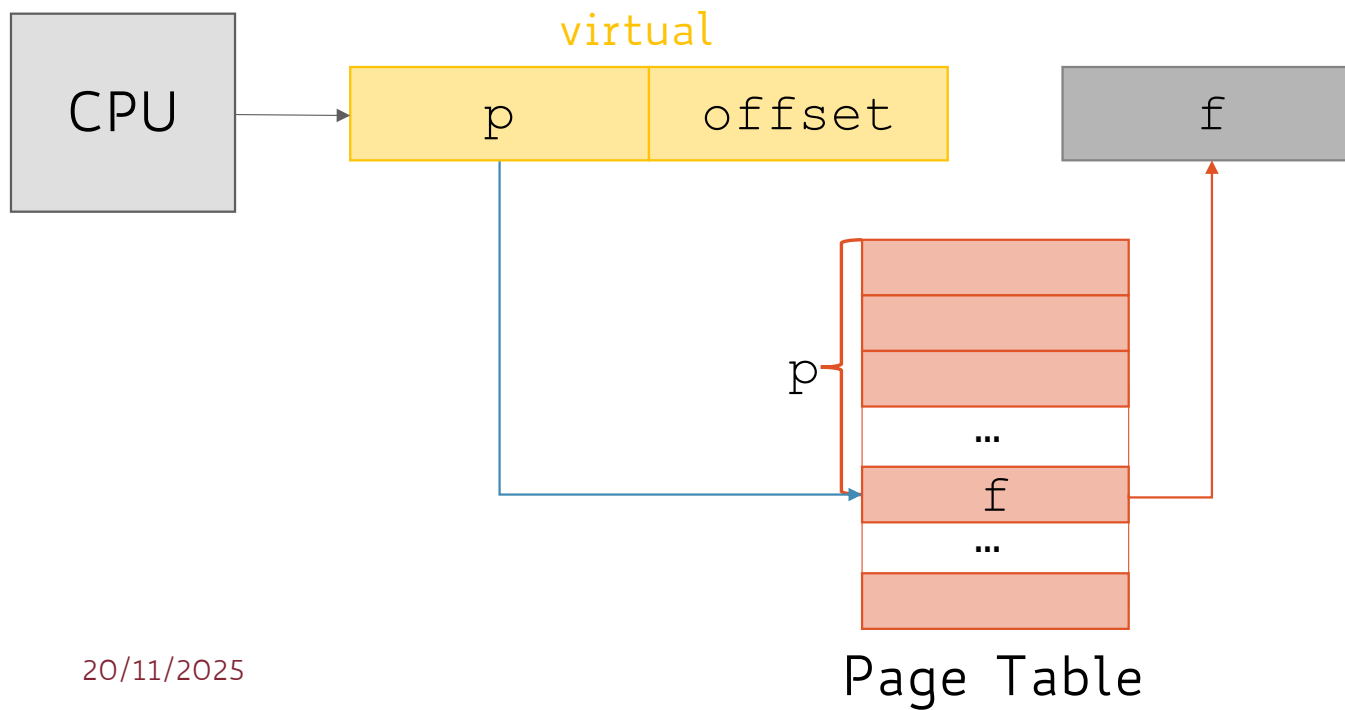 virtual
CPU
p offset
f
p
...
f
...
Page Table
20/11/2025